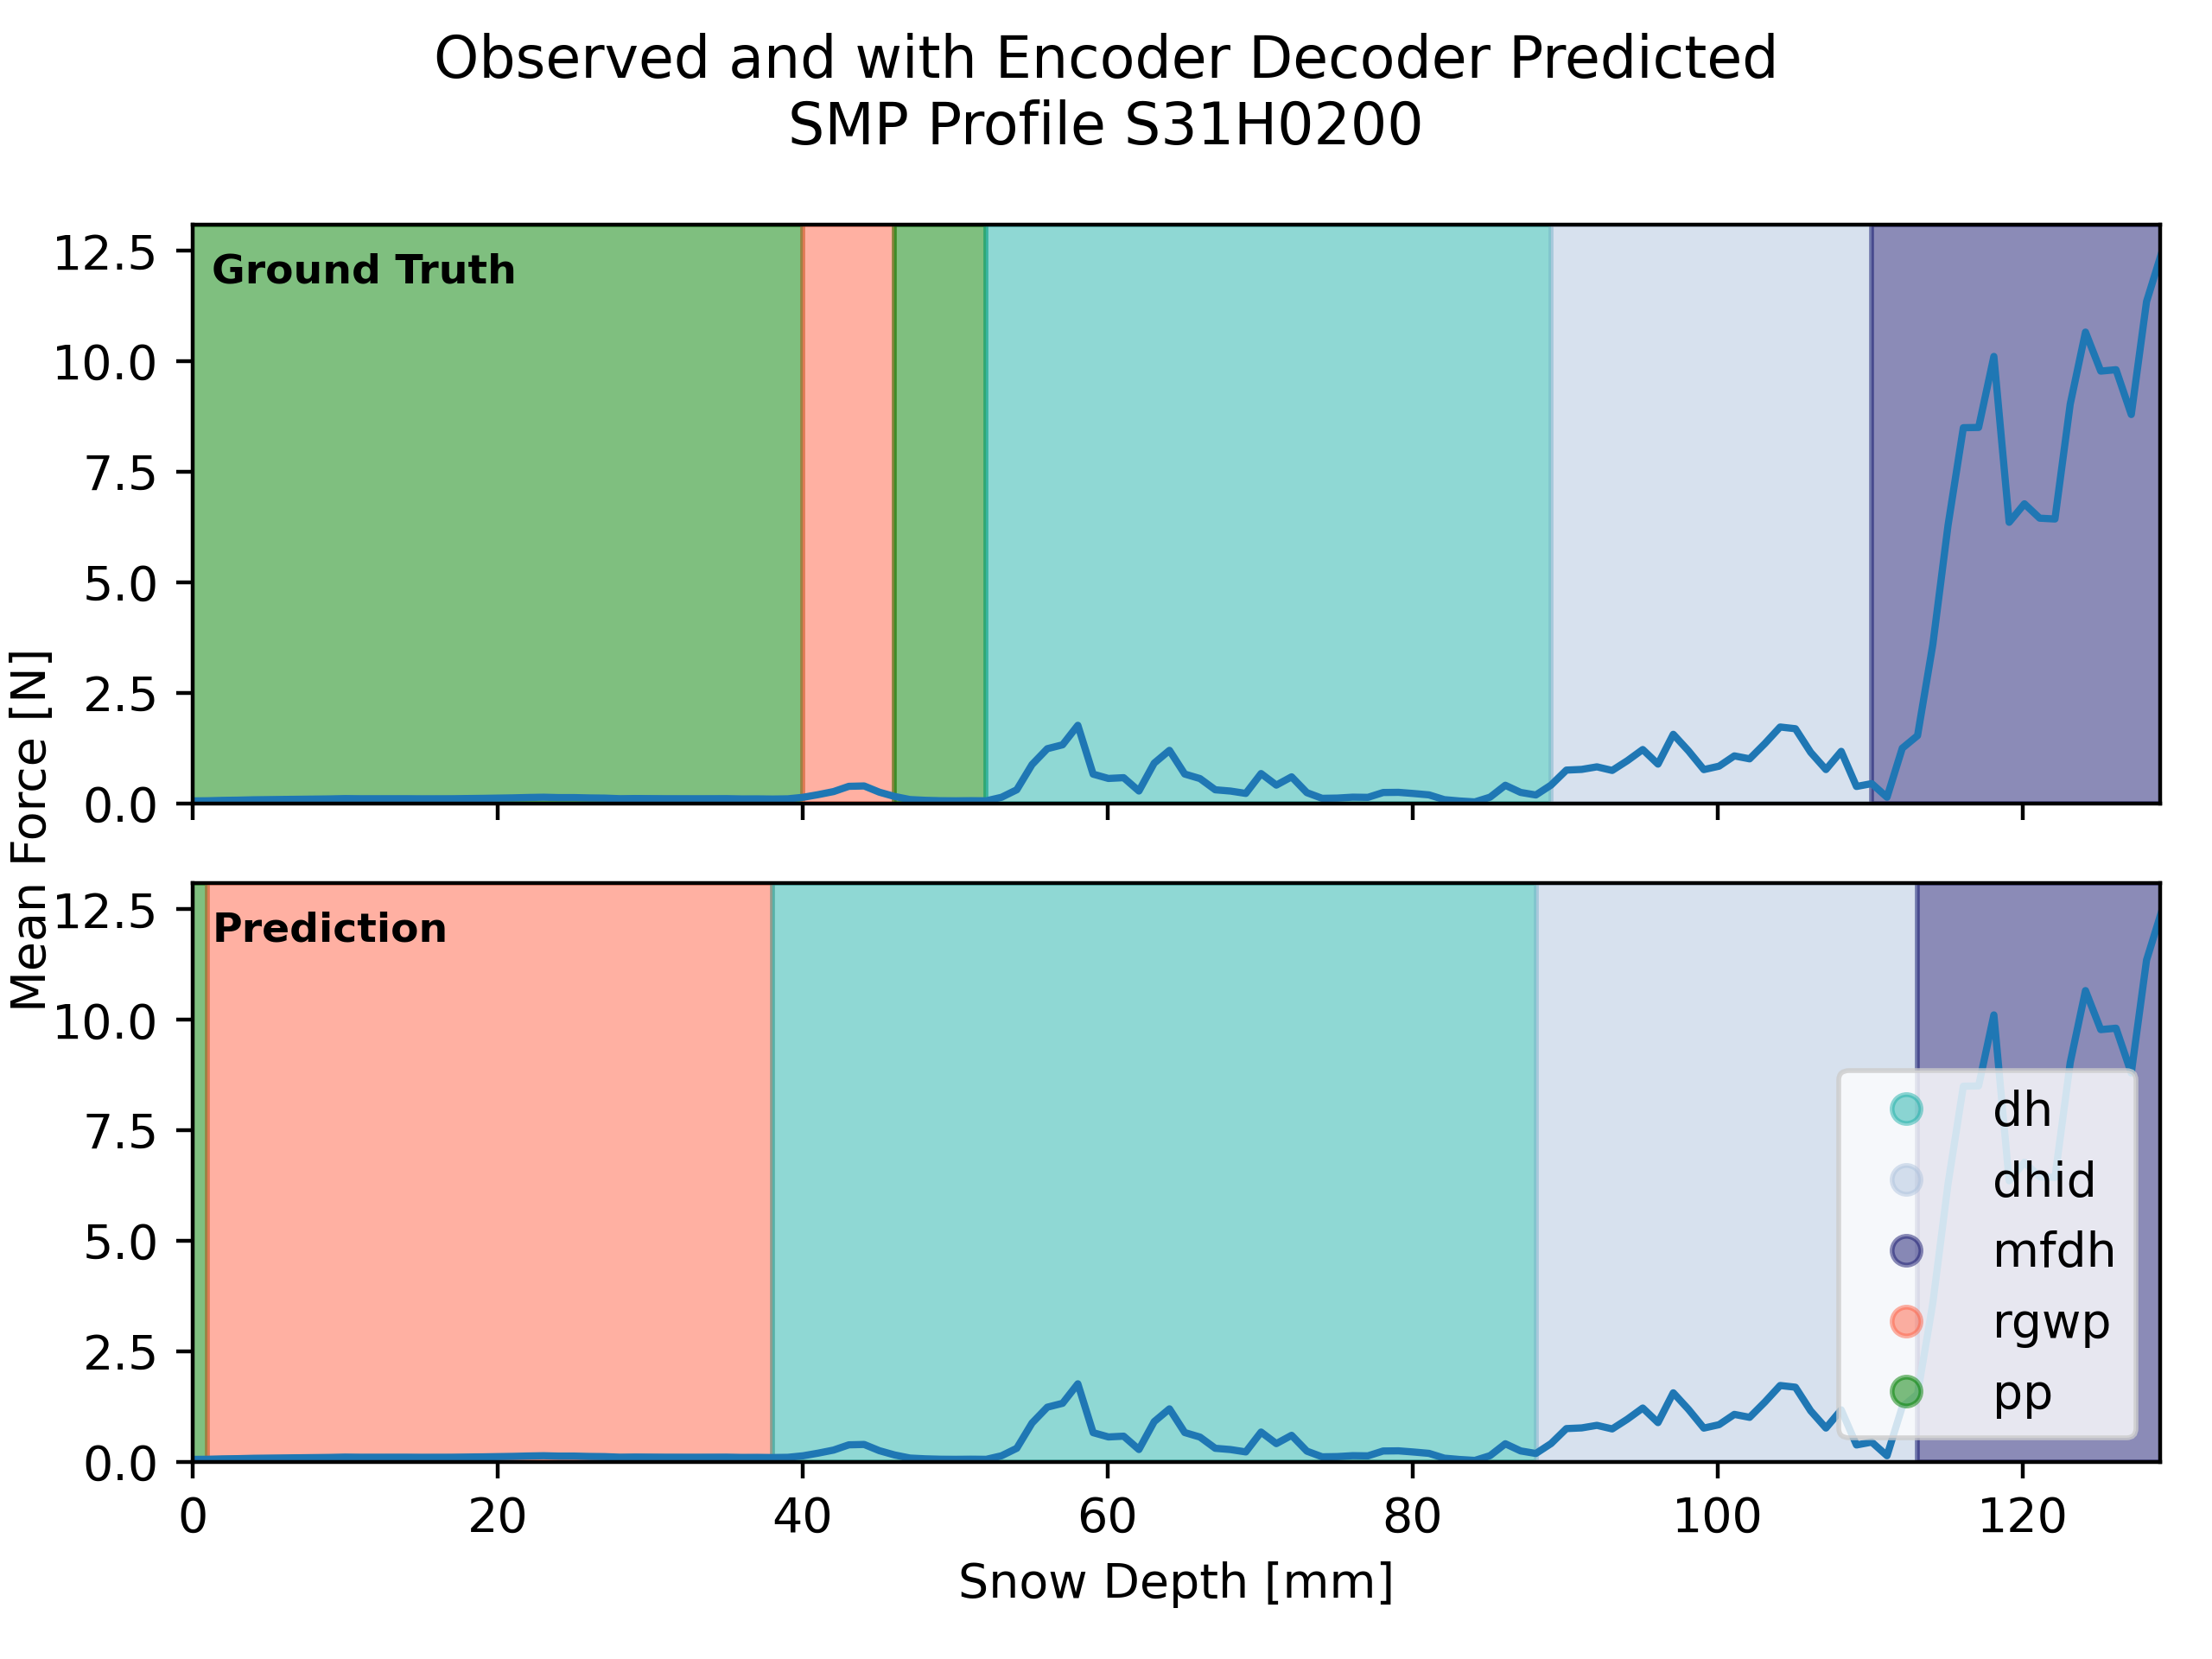 Observed and with Encoder Decoder Predicted
SMP Profile S31H0200
Mean Force [N]
12.5
10.0
7.5
5.0
2.5
0.0
Ground Truth
12.5
10.0
7.5
5.0
2.5
0.0
Prediction
dh
dhid
mfdh
rgwp
pp
0 20 40 60 80 100 120
Snow Depth [mm]